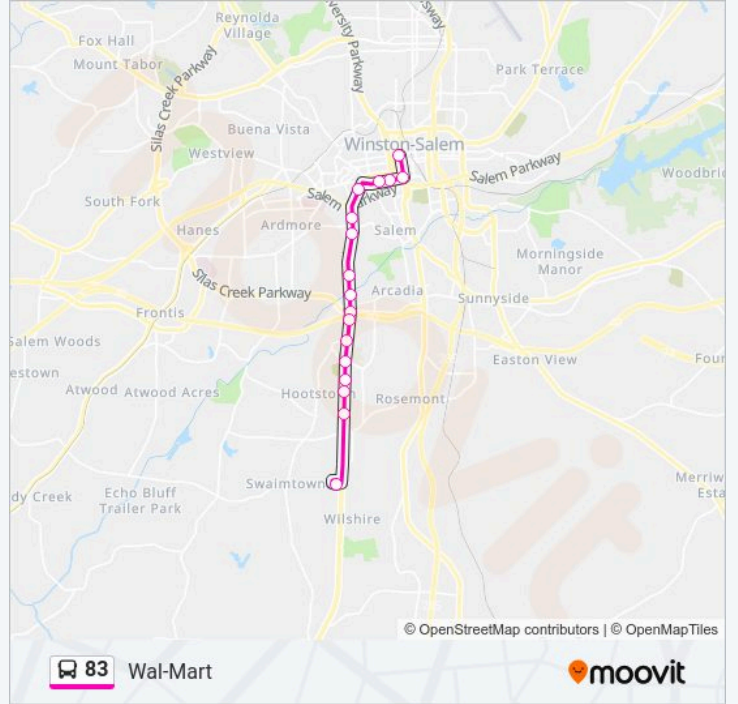 Reynolda
Village
Fox Hall
Mount Tabor
Silas Creek Parkway
versity Parkway
sway
Park Terrace
Buena Vista
Westview
Winston-Salem
Salem Parkway
Woodbri
South Fork
Salem Parkway
Hanes
Ardmore
Salem
Morningside
Manor
Silas Creek Parkway
Arcadia
Sunnyside
Frontis
Salem Woods
estown
Easton View
Four
Atwood
Atwood Acres
Hootstown
Rosemont
Swaimtown
dy Creek
Echo Bluff
Trailer Park
Merriw
Esta
Wilshire
© OpenStreetMap contributors | © OpenMapTiles
83
Wal-Mart
moovit